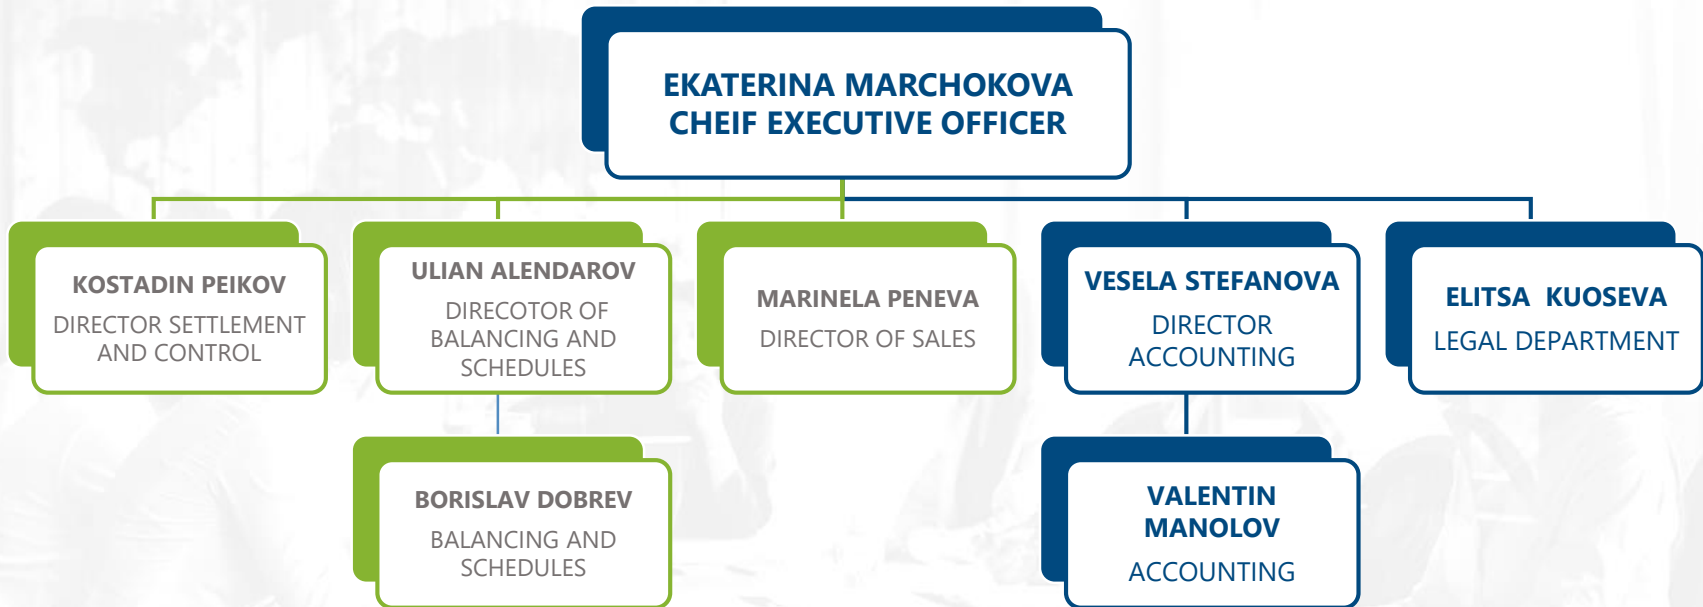 EKATERINA MARCHOKOVA
CHEIF EXECUTIVE OFFICER
KOSTADIN PEIKOV
DIRECTOR SETTLEMENT
AND CONTROL
ULIAN ALENDAROV
DIRECOTOR OF
BALANCING AND
SCHEDULES
MARINELA PENEVA
DIRECTOR OF SALES
VESELA STEFANOVA
DIRECTOR
ACCOUNTING
ELITSA KUOSEVA
LEGAL DEPARTMENT
BORISLAV DOBREV
BALANCING AND
SCHEDULES
VALENTIN
MANOLOV
ACCOUNTING